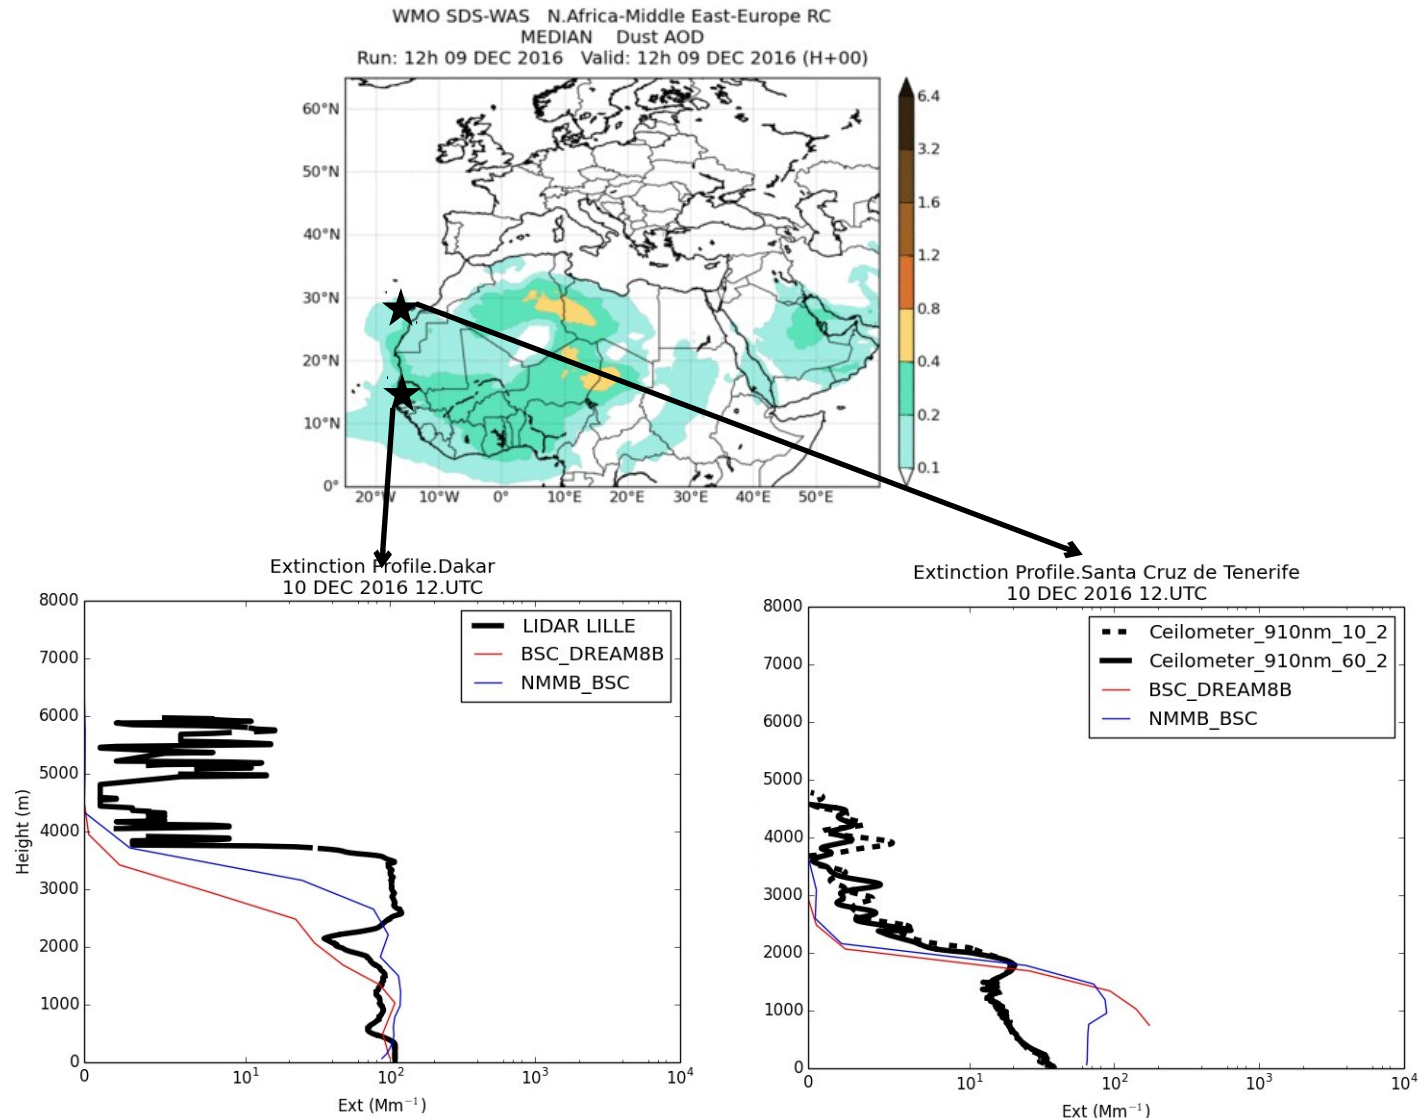 WMO SDS-WAS N.Africa-Middle East-Europe RC
MEDIAN Dust AOD
Run: 12h 09 DEC 2016 Valid: 12h 09 DEC 2016 (H+00)
60°N
50°N
40°N
30°N
20°N
10°N
0°
20°W 10°W 0° 10°E 20°E 30°E 40°E 50°E
6.4
3.2
1.6
1.2
0.8
0.4
0.2
0.1
Extinction Profile.Dakar
10 DEC 2016 12.UTC
LIDAR LILLE
BSC_DREAM8B
NMMB_BSC
8000
7000
6000
5000
4000
3000
2000
1000
0
Height (m)
0 10¹ 10² 10³ 10⁴
Ext (Mm⁻¹)
Extinction Profile.Santa Cruz de Tenerife
10 DEC 2016 12.UTC
Ceilometer_910nm_10_2
Ceilometer_910nm_60_2
BSC_DREAM8B
NMMB_BSC
8000
7000
6000
5000
4000
3000
2000
1000
0
0 10¹ 10² 10³ 10⁴
Ext (Mm⁻¹)